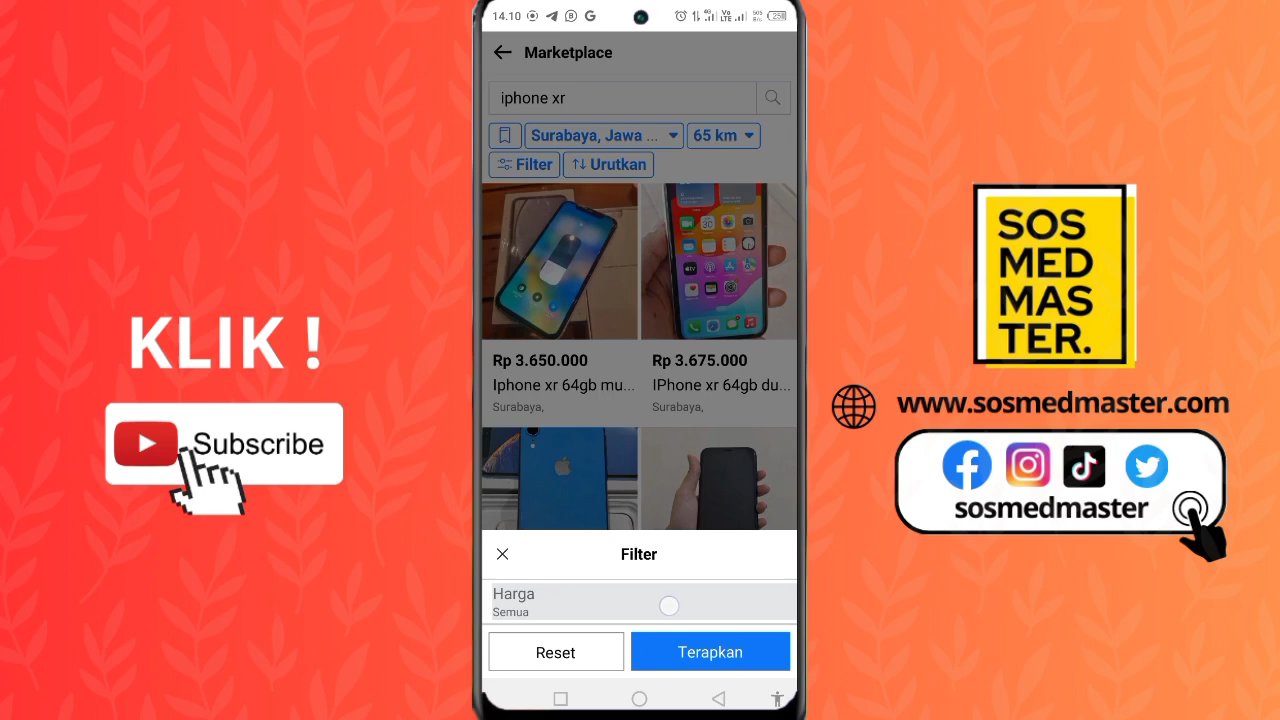 KLIK !
Subscribe
14.10
Marketplace
iphone xr
Surabaya, Jawa ...
65 km
Filter
Urutkan
Rp 3.650.000
Iphone xr 64gb mu...
Surabaya,
Rp 3.675.000
IPhone xr 64gb du...
Surabaya,
Filter
Harga
Semua
Reset
Terapkan
SOS
MED
MAS
TER.
www.sosmedmaster.com
sosmedmaster